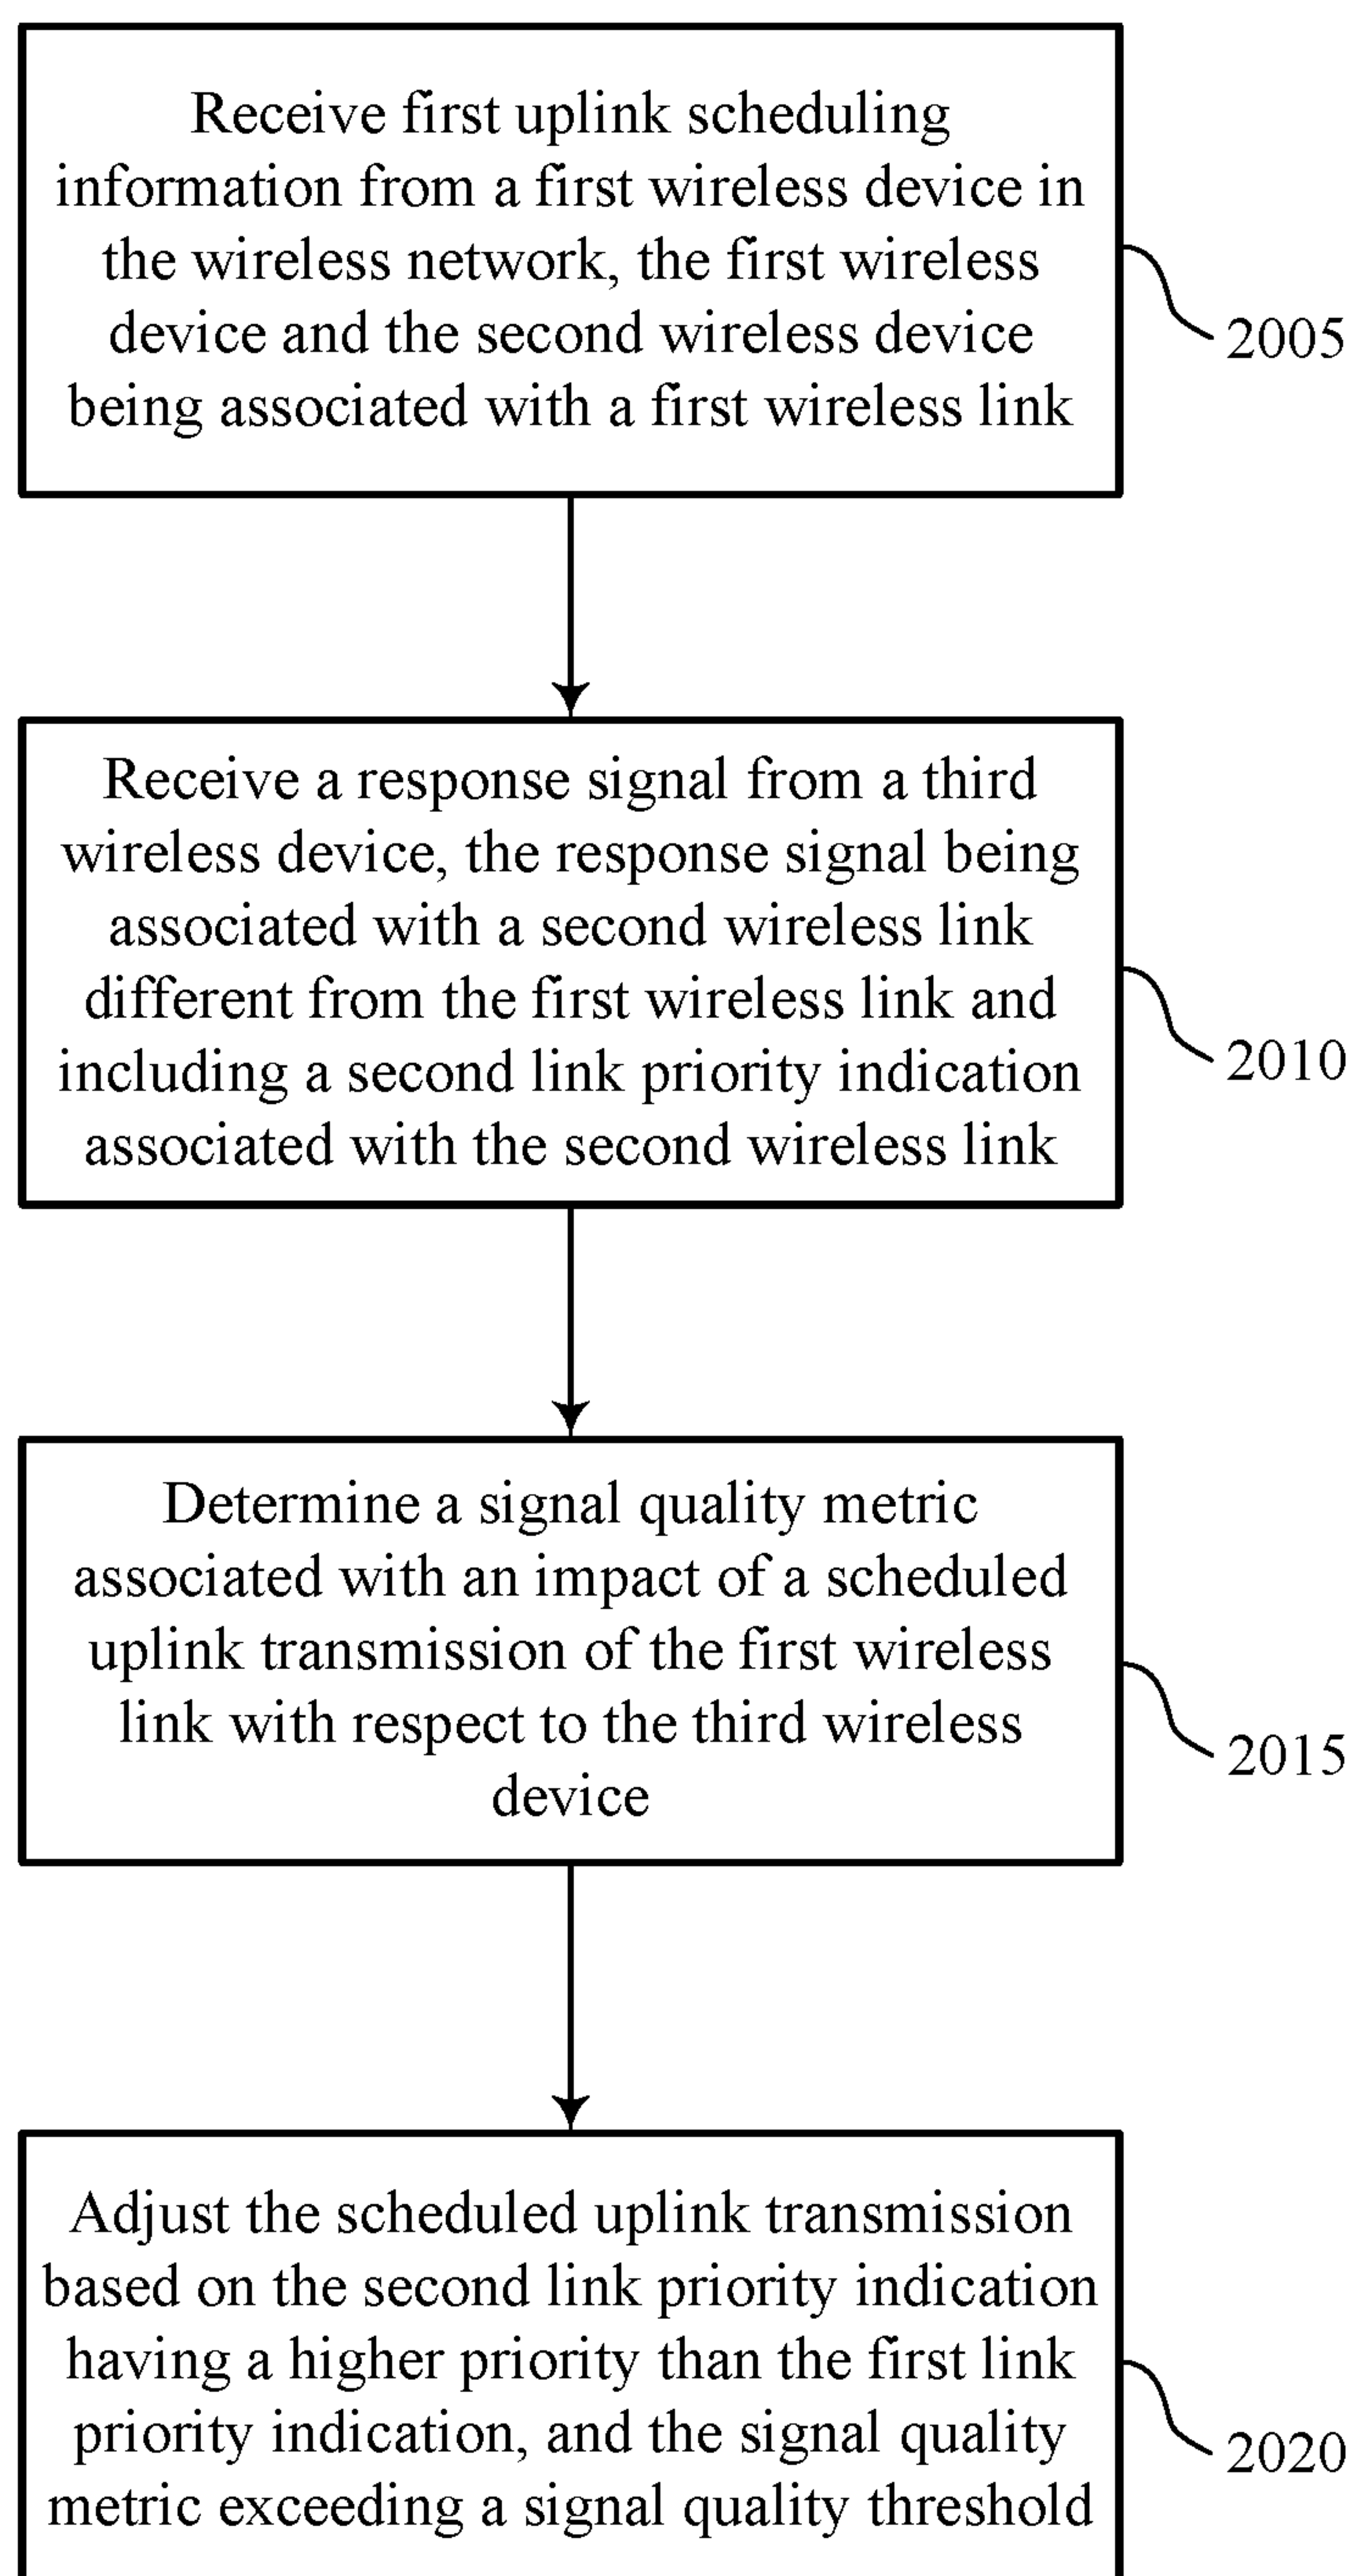 Receive first uplink scheduling
information from a first wireless device in
the wireless network, the first wireless
device and the second wireless device
being associated with a first wireless link
2005
Receive a response signal from a third
wireless device, the response signal being
associated with a second wireless link
different from the first wireless link and
including a second link priority indication
associated with the second wireless link
2010
Determine a signal quality metric
associated with an impact of a scheduled
uplink transmission of the first wireless
link with respect to the third wireless
device
2015
Adjust the scheduled uplink transmission
based on the second link priority indication
having a higher priority than the first link
priority indication, and the signal quality
metric exceeding a signal quality threshold
2020